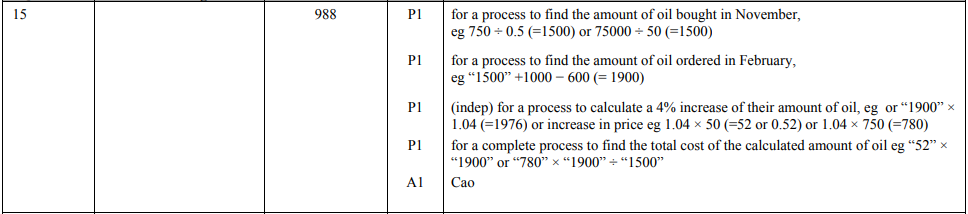 15 988 P1 for a process to find the amount of oil bought in November,
eg 750 ÷ 0.5 (=1500) or 75000 ÷ 50 (=1500)
P1 for a process to find the amount of oil ordered in February,
eg “1500” +1000 – 600 (= 1900)
P1 (indep) for a process to calculate a 4% increase of their amount of oil, eg or “1900” ×
1.04 (=1976) or increase in price eg 1.04 × 50 (=52 or 0.52) or 1.04 × 750 (=780)
P1 for a complete process to find the total cost of the calculated amount of oil eg “52” ×
“1900” or “780” × “1900” ÷ “1500”
A1 Cao